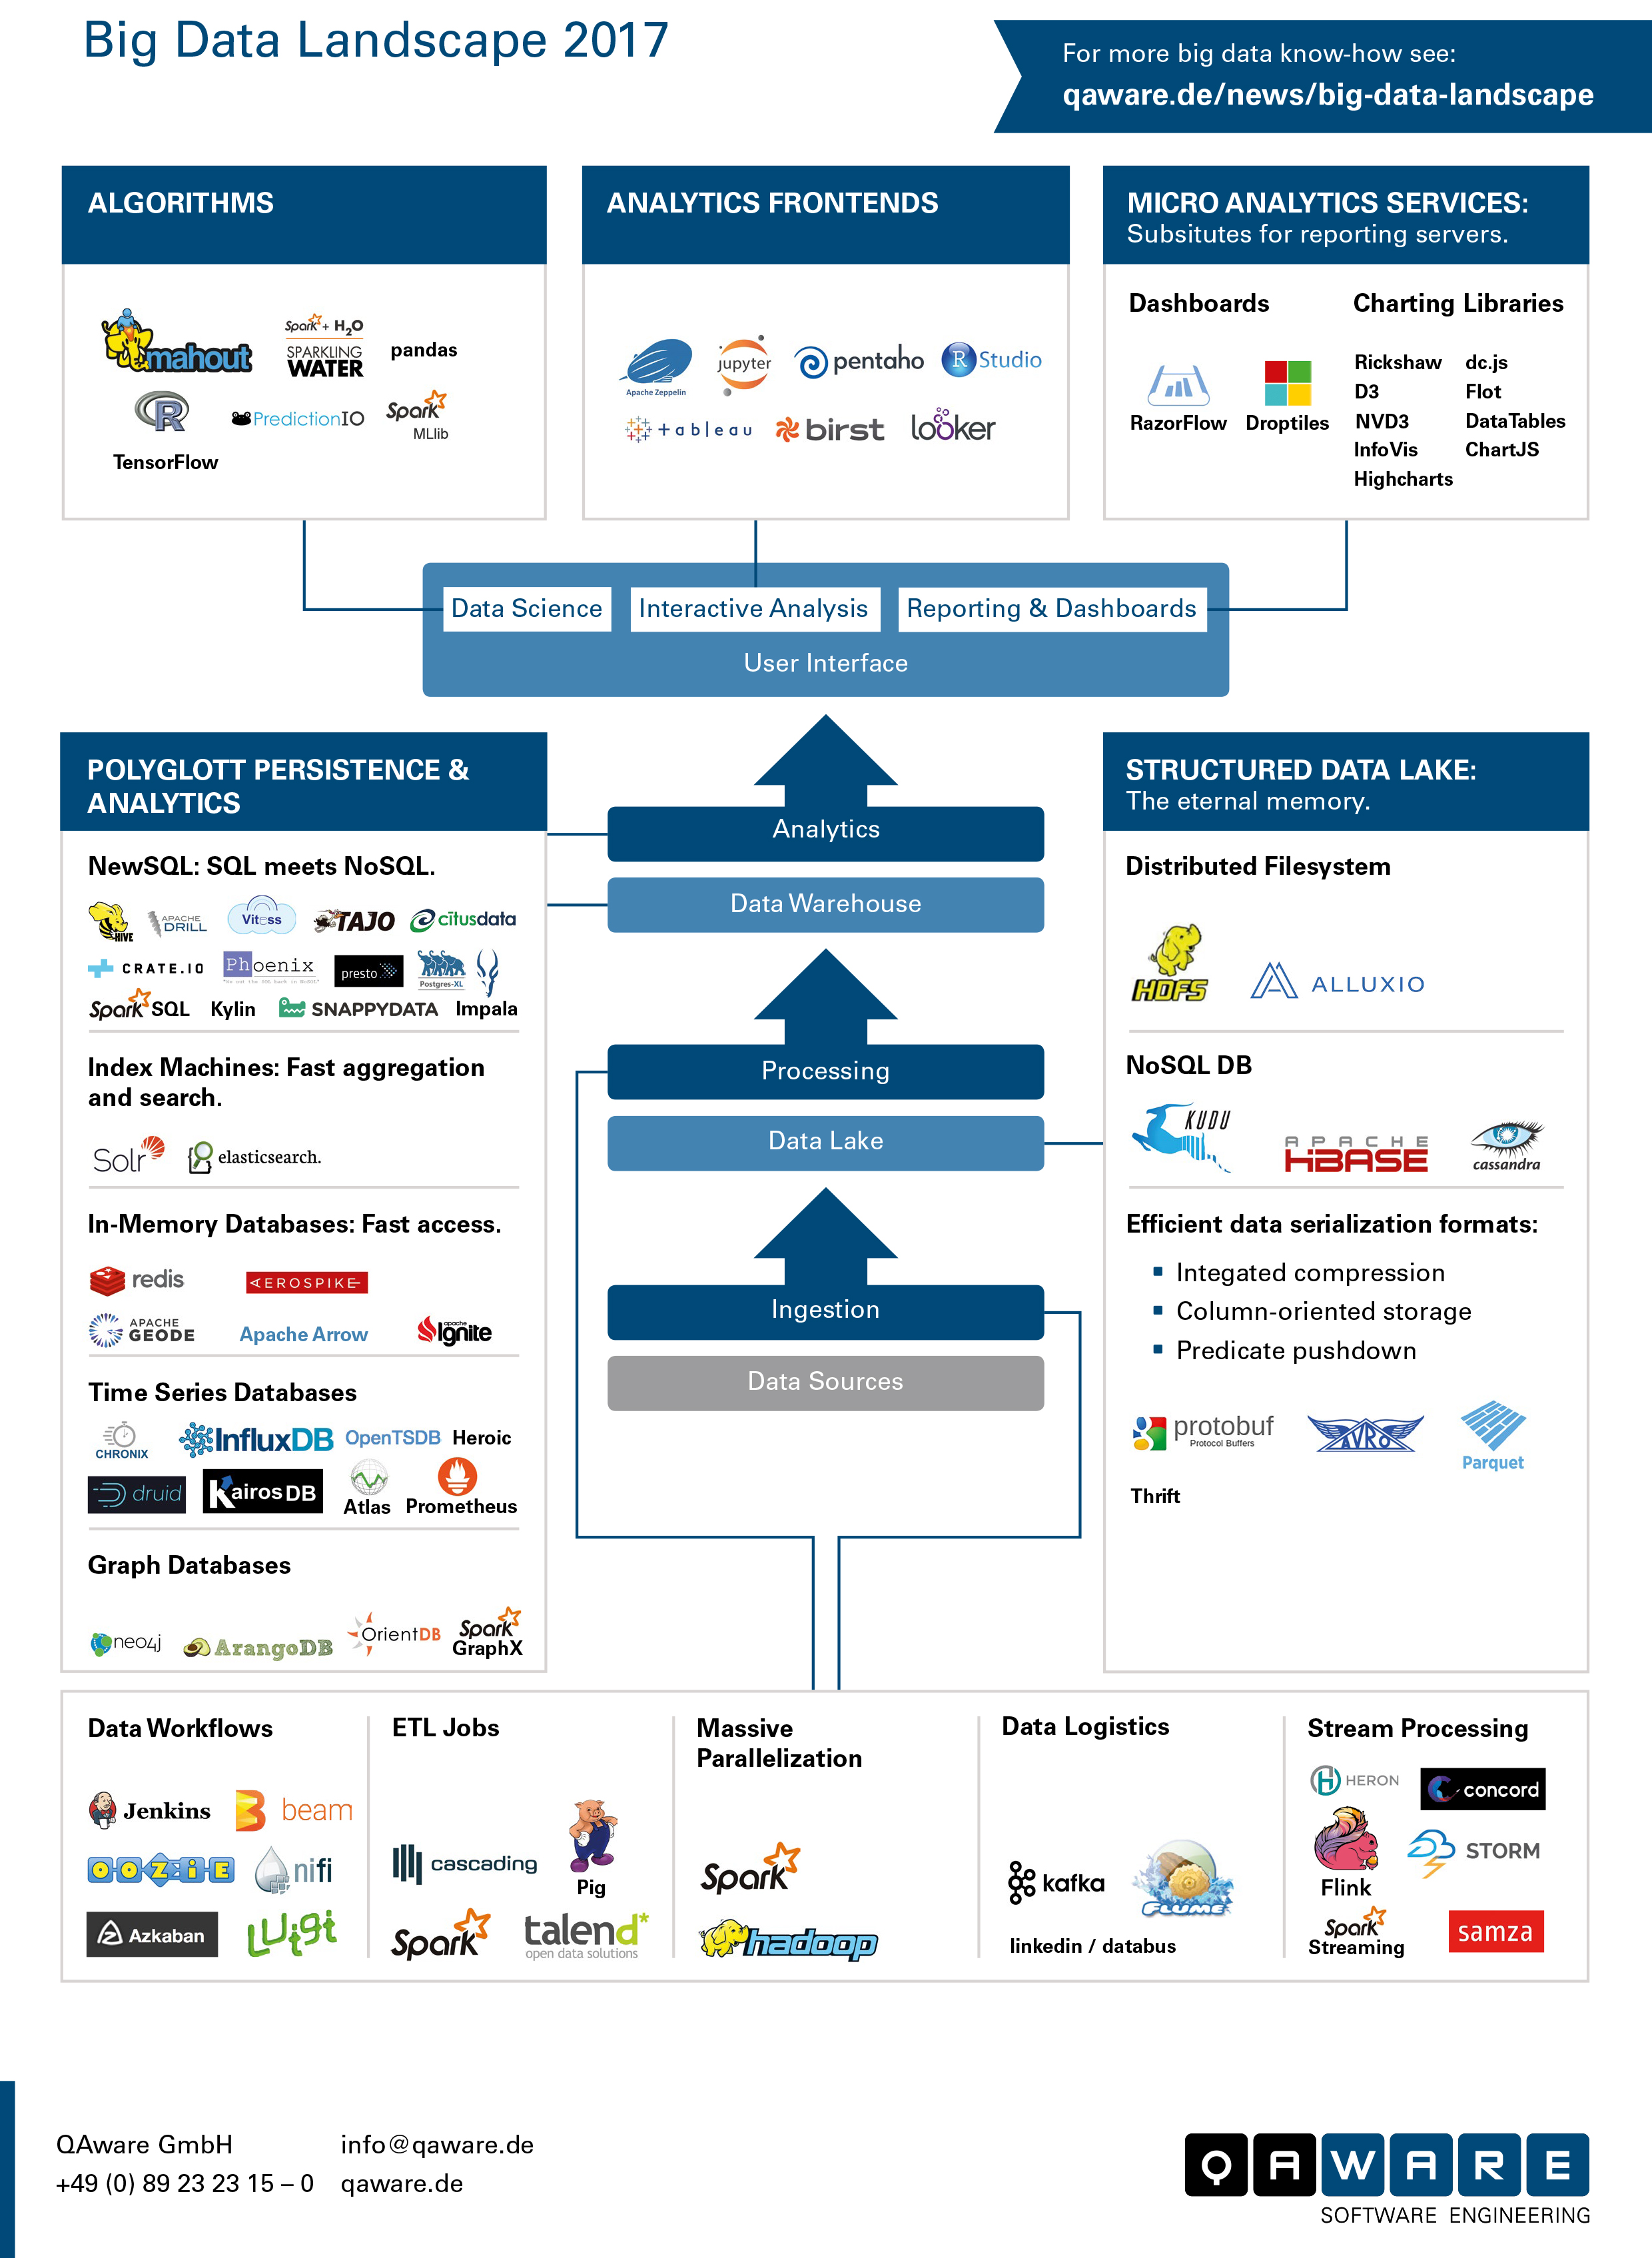 Big Data Landscape 2017
For more big data know-how see:
qaware.de/news/big-data-landscape
ALGORITHMS
mahout
Spark + H₂O
SPARKLING
WATER
pandas
R
PredictionIO
Spark
MLlib
TensorFlow
ANALYTICS FRONTENDS
Apache Zeppelin
jupyter
pentaho
R Studio
+ableau
birst
looker
MICRO ANALYTICS SERVICES:
Subsitutes for reporting servers.
Dashboards
RazorFlow
Droptiles
Charting Libraries
Rickshaw
D3
NVD3
InfoVis
Highcharts
dc.js
Flot
DataTables
ChartJS
Data Science
Interactive Analysis
Reporting & Dashboards
User Interface
POLYGLOTT PERSISTENCE &
ANALYTICS
NewSQL: SQL meets NoSQL.
HIVE
APACHE
DRILL
Vitess
TAJO
citusdata
CRATE.IO
Phoenix
presto
Postgres-XL
Spark SQL
Kylin
SNAPPYDATA
Impala
Index Machines: Fast aggregation
and search.
Solr
elasticsearch.
In-Memory Databases: Fast access.
redis
AEROSPIKE
APACHE
GEODE
Apache Arrow
apache
Ignite
Time Series Databases
CHRONIX
InfluxDB
OpenTSDB
Heroic
druid
KairosDB
Atlas
Prometheus
Graph Databases
neo4j
ArangoDB
OrientDB
Spark
GraphX
Analytics
Data Warehouse
Processing
Data Lake
Ingestion
Data Sources
STRUCTURED DATA LAKE:
The eternal memory.
Distributed Filesystem
HDFS
ALLUXIO
NoSQL DB
KUDU
APACHE
HBASE
cassandra
Efficient data serialization formats:
Integated compression
Column-oriented storage
Predicate pushdown
protobuf
Protocol Buffers
AVRO
Parquet
Thrift
Data Workflows
Jenkins
beam
OOZIE
nifi
Azkaban
Luigi
ETL Jobs
cascading
Pig
Spark
talend*
open data solutions
Massive
Parallelization
Spark
hadoop
Data Logistics
kafka
FLUME
linkedin / databus
Stream Processing
HERON
concord
Flink
STORM
Spark
Streaming
samza
QAware GmbH
+49 (0) 89 23 23 15 – 0
info@qaware.de
qaware.de
QAWARE
SOFTWARE ENGINEERING